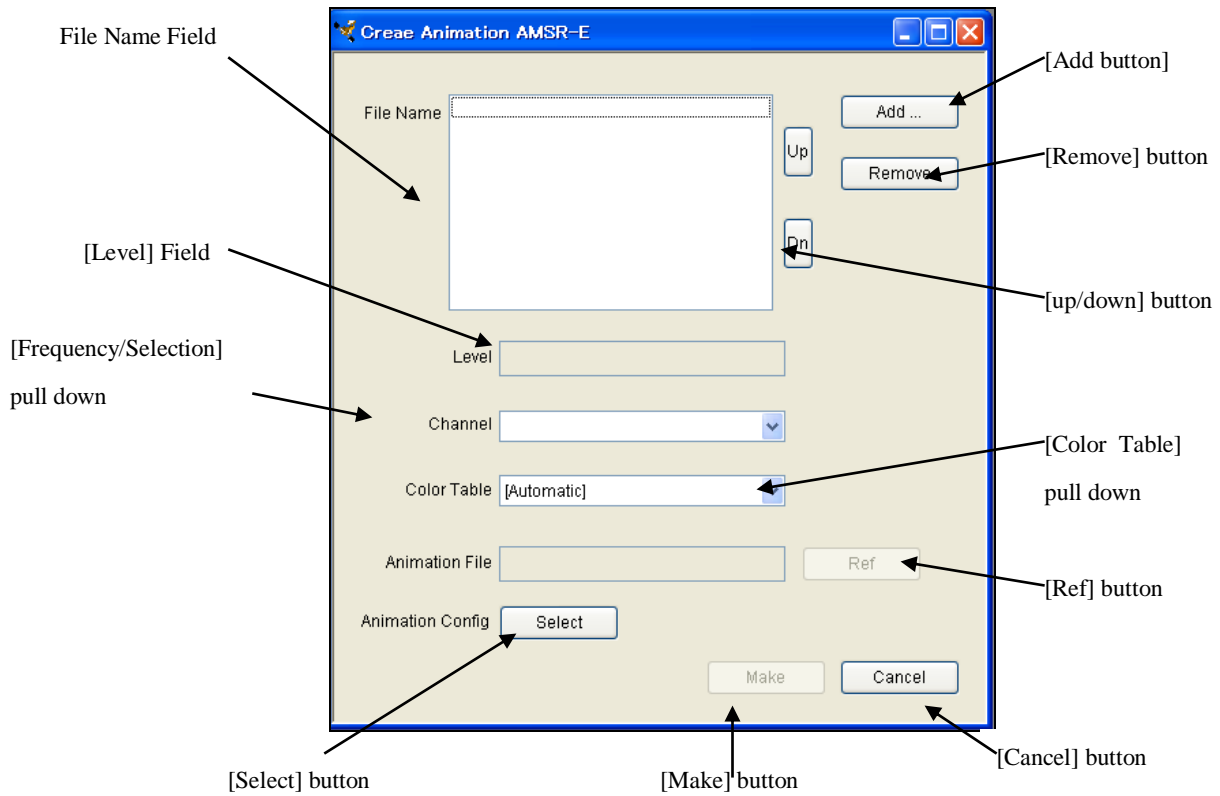 File Name Field
Creae Animation AMSR-E
[Add button]
File Name
Add ...
Up
[Remove] button
Remove
Dn
[Level] Field
[up/down] button
[Frequency/Selection]
pull down
Level
Channel
[Color Table]
pull down
Color Table
[Automatic]
Animation File
Ref
[Ref] button
Animation Config
Select
Make
Cancel
[Cancel] button
[Select] button
[Make] button